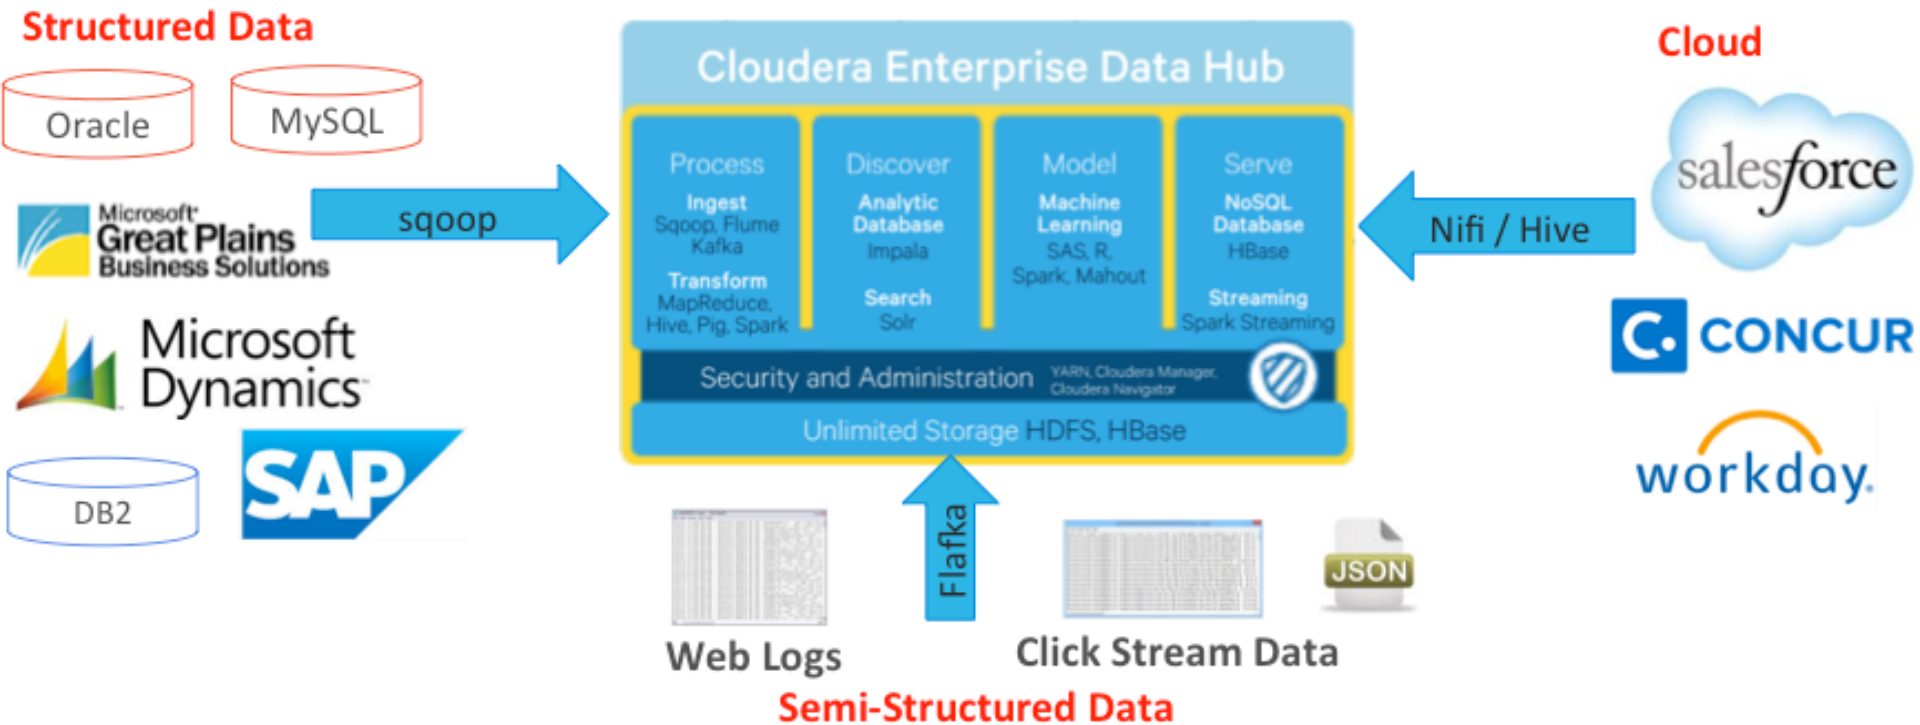 Structured Data
Oracle
MySQL
Microsoft
Great Plains
Business Solutions
sqoop
Microsoft
Dynamics
DB2
SAP
Cloudera Enterprise Data Hub
Process
Ingest
Sqoop, Flume
Kafka
Transform
MapReduce,
Hive, Pig, Spark
Discover
Analytic
Database
Impala
Search
Solr
Model
Machine
Learning
SAS, R,
Spark, Mahout
Serve
NoSQL
Database
HBase
Streaming
Spark Streaming
Security and Administration
YARN, Cloudera Manager,
Cloudera Navigator
Unlimited Storage HDFS, HBase
Flafka
Web Logs
Click Stream Data
JSON
Semi-Structured Data
Cloud
salesforce
Nifi / Hive
C. CONCUR
workday.